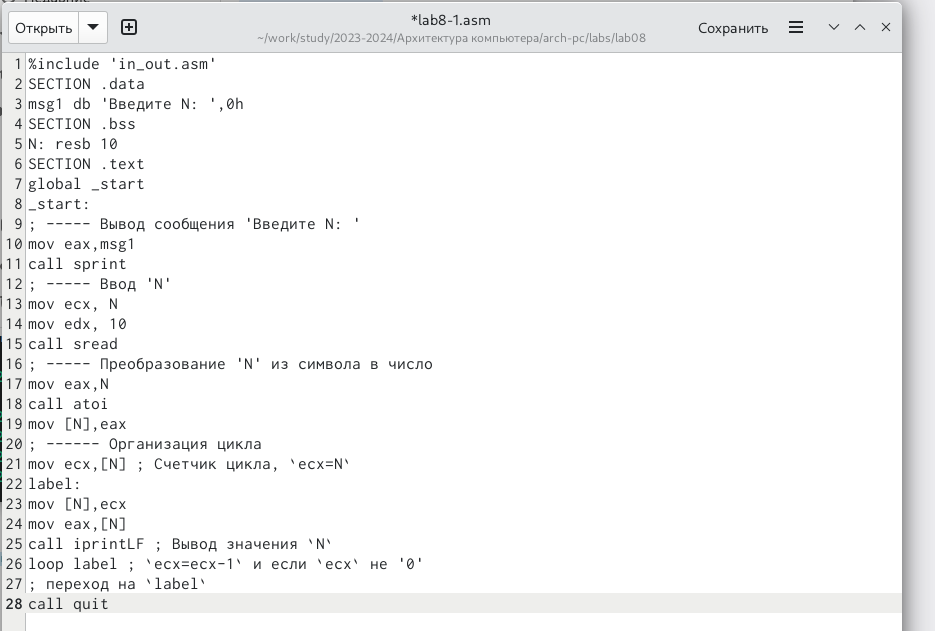 Открыть
*lab8-1.asm
~/work/study/2023-2024/Архитектура компьютера/arch-pc/labs/lab08
Сохранить
1 %include 'in_out.asm'
2 SECTION .data
3 msg1 db 'Введите N: ',0h
4 SECTION .bss
5 N: resb 10
6 SECTION .text
7 global _start
8 _start:
9 ; ----- Вывод сообщения 'Введите N: '
10 mov eax,msg1
11 call sprint
12 ; ----- Ввод 'N'
13 mov ecx, N
14 mov edx, 10
15 call sread
16 ; ----- Преобразование 'N' из символа в число
17 mov eax,N
18 call atoi
19 mov [N],eax
20 ; ------ Организация цикла
21 mov ecx,[N] ; Счетчик цикла, `ecx=N`
22 label:
23 mov [N],ecx
24 mov eax,[N]
25 call iprintLF ; Вывод значения `N`
26 loop label ; `ecx=ecx-1` и если `ecx` не '0'
27 ; переход на `label`
28 call quit